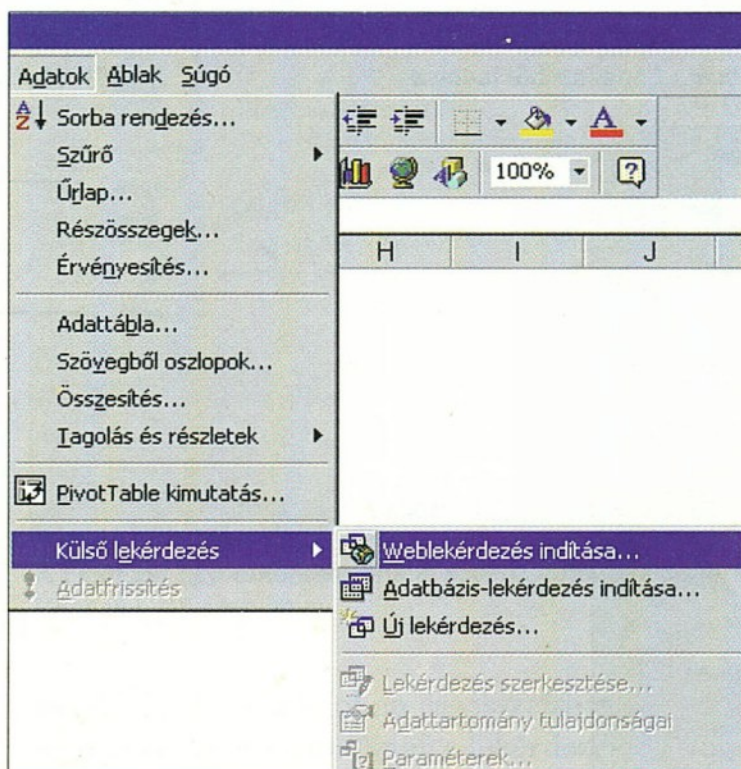 Adatok Ablak Súgó
Sorba rendezés...
Szűrő
Űrlap...
Részösszegek...
Érvényesítés...
Adattábla...
Szövegből oszlopok...
Összesítés...
Tagolás és részletek
PivotTable kimutatás...
Külső lekérdezés
Adatfrissítés
A
100%
H I J
Weblekérdezés indítása...
Adatbázis-lekérdezés indítása...
Új lekérdezés...
Lekérdezés szerkesztése...
Adattartomány tulajdonságai
Paraméterek...